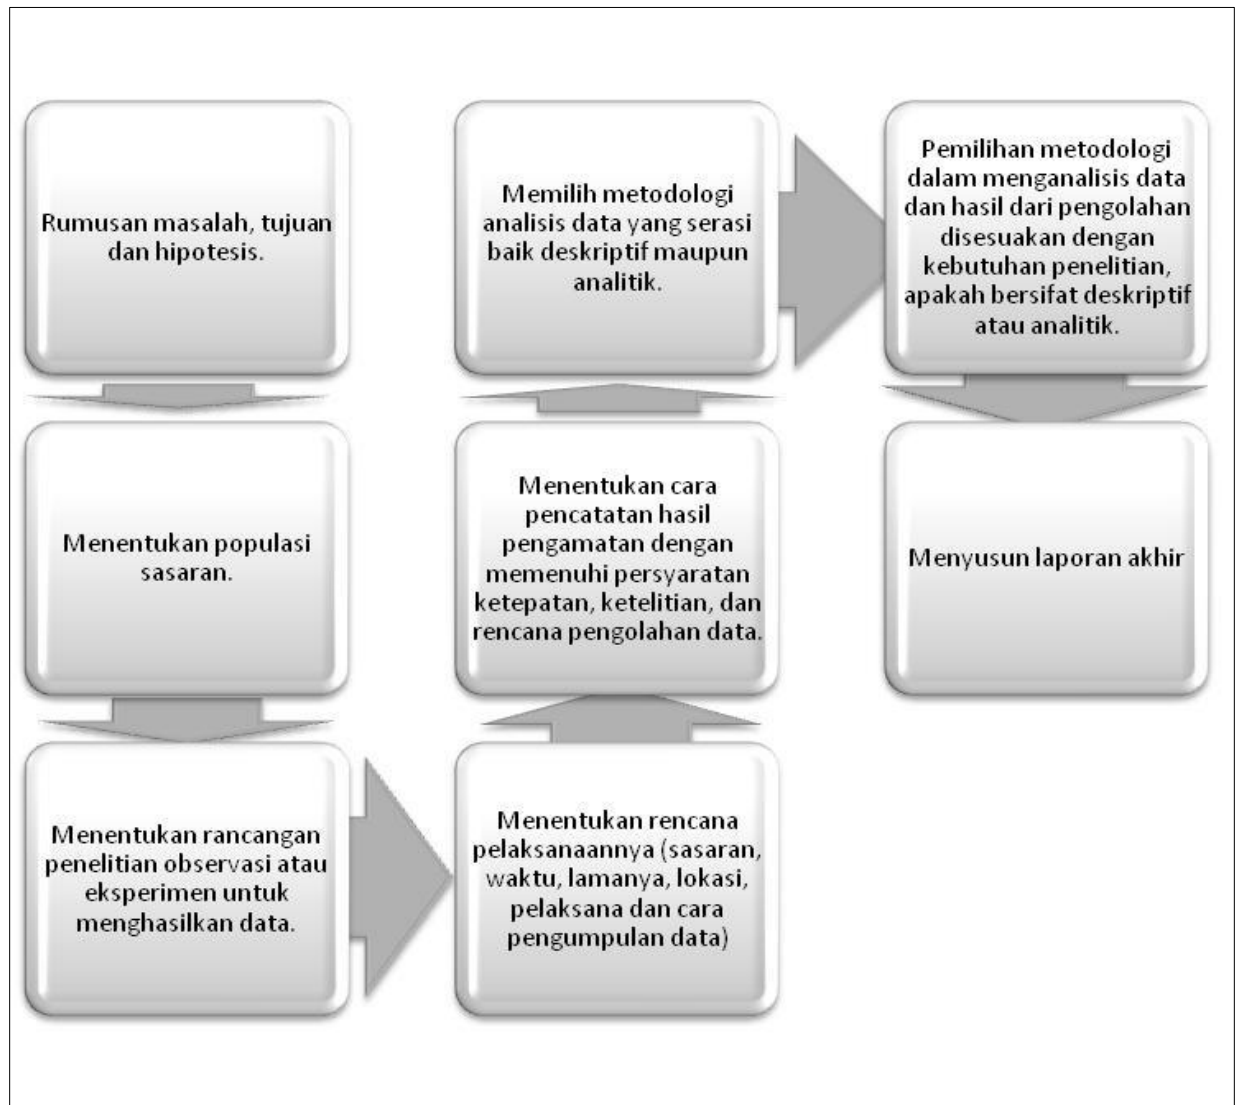 Rumusan masalah, tujuan
dan hipotesis.
Menentukan populasi
sasaran.
Menentukan rancangan
penelitian observasi atau
eksperimen untuk
menghasilkan data.
Menentukan rencana
pelaksanaannya (sasaran,
waktu, lamanya, lokasi,
pelaksana dan cara
pengumpulan data)
Menentukan cara
pencatatan hasil
pengamatan dengan
memenuhi persyaratan
ketepatan, ketelitian, dan
rencana pengolahan data.
Memilih metodologi
analisis data yang serasi
baik deskriptif maupun
analitik.
Pemilihan metodologi
dalam menganalisis data
dan hasil dari pengolahan
disesuakan dengan
kebutuhan penelitian,
apakah bersifat deskriptif
atau analitik.
Menyusun laporan akhir